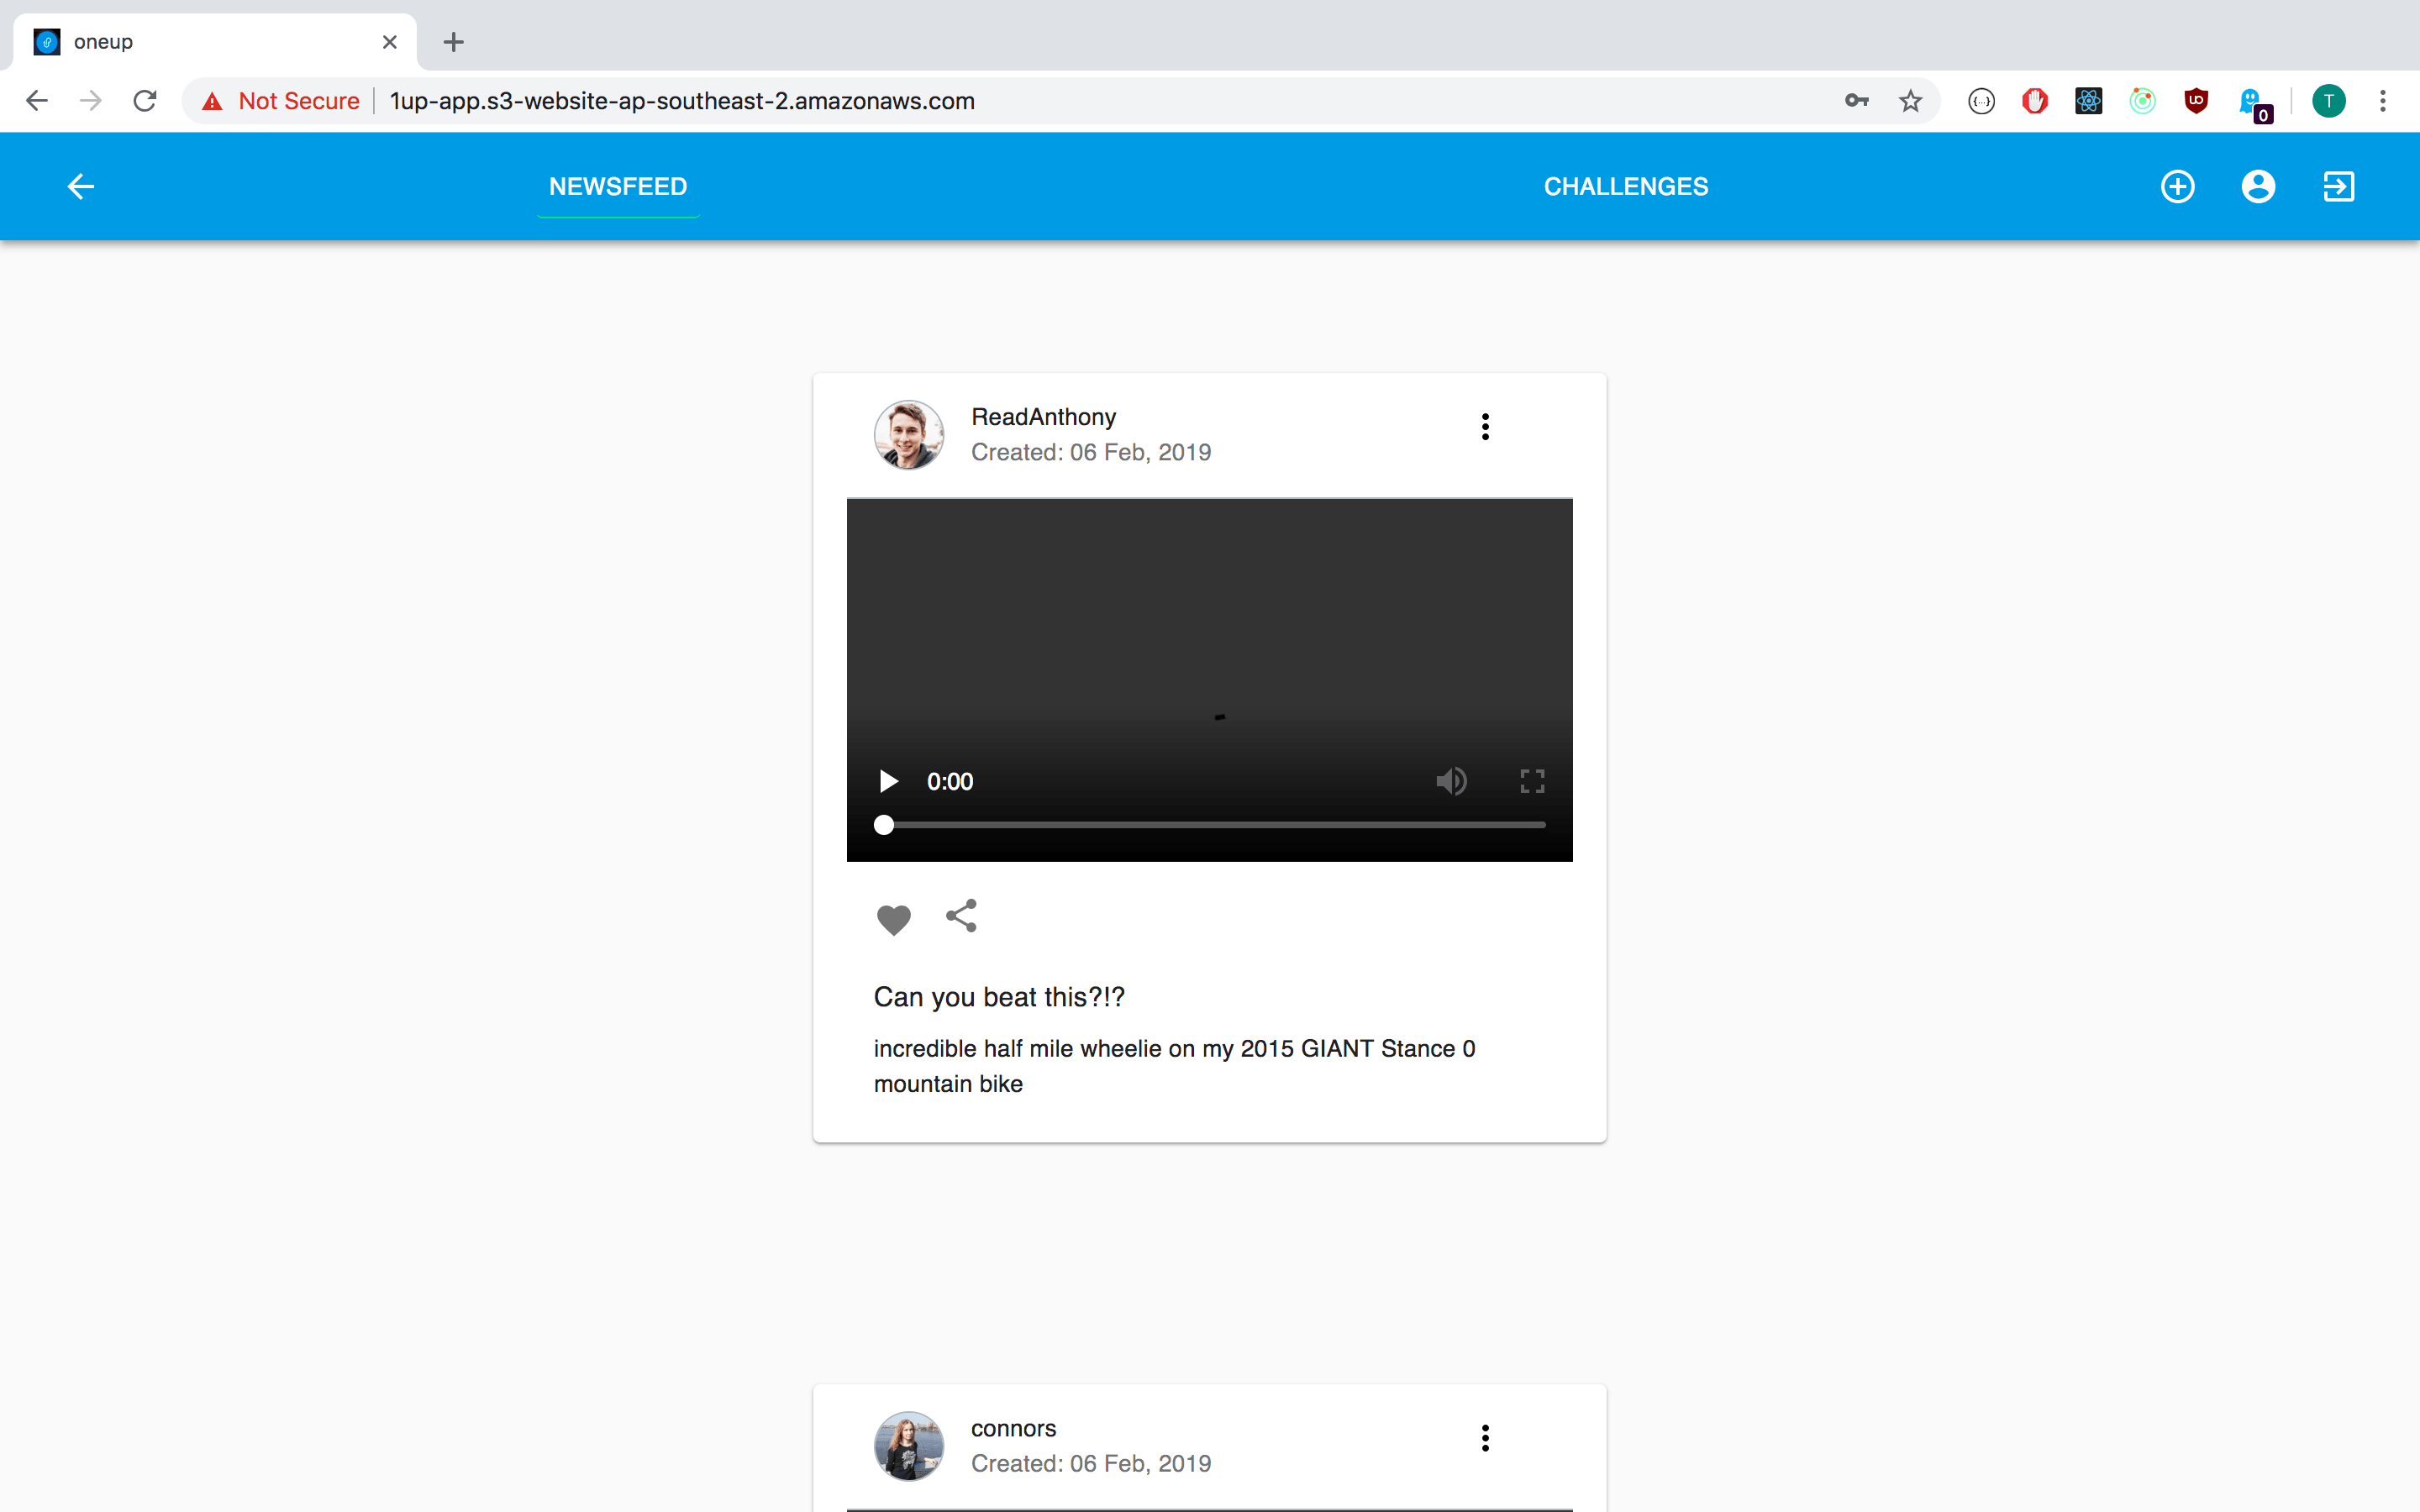 oneup
Not Secure 1up-app.s3-website-ap-southeast-2.amazonaws.com
T
0
NEWSFEED CHALLENGES
ReadAnthony
Created: 06 Feb, 2019
0:00
Can you beat this?!?
incredible half mile wheelie on my 2015 GIANT Stance 0
mountain bike
connors
Created: 06 Feb, 2019